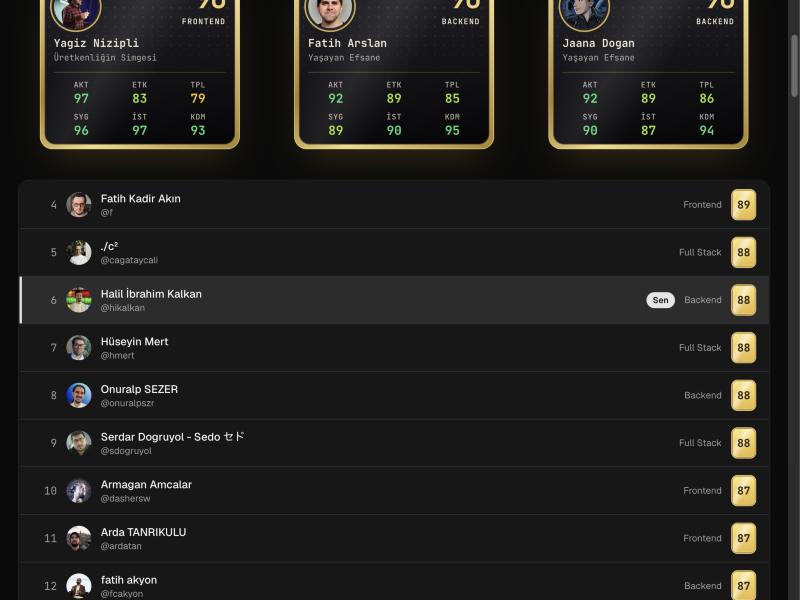 FRONTEND
Yagiz Nizipli
Üretkenliğin Simgesi
AKT ETK TPL
97 83 79
SYG İST KDM
96 97 93
BACKEND
Fatih Arslan
Yaşayan Efsane
AKT ETK TPL
92 89 85
SYG İST KDM
89 90 95
BACKEND
Jaana Dogan
Yaşayan Efsane
AKT ETK TPL
92 89 86
SYG İST KDM
90 87 94
4 Fatih Kadir Akın Frontend 89
@f
5 ./c² Full Stack 88
@cagataycali
6 Halil İbrahim Kalkan Sen Backend 88
@hikalkan
7 Hüseyin Mert Full Stack 88
@hmert
8 Onuralp SEZER Backend 88
@onuralpszr
9 Serdar Dogruyol - Sedo セド Full Stack 88
@sdogruyol
10 Armagan Amcalar Frontend 87
@dashersw
11 Arda TANRIKULU Frontend 87
@ardatan
12 fatih akyon Backend 87
@fcakyon